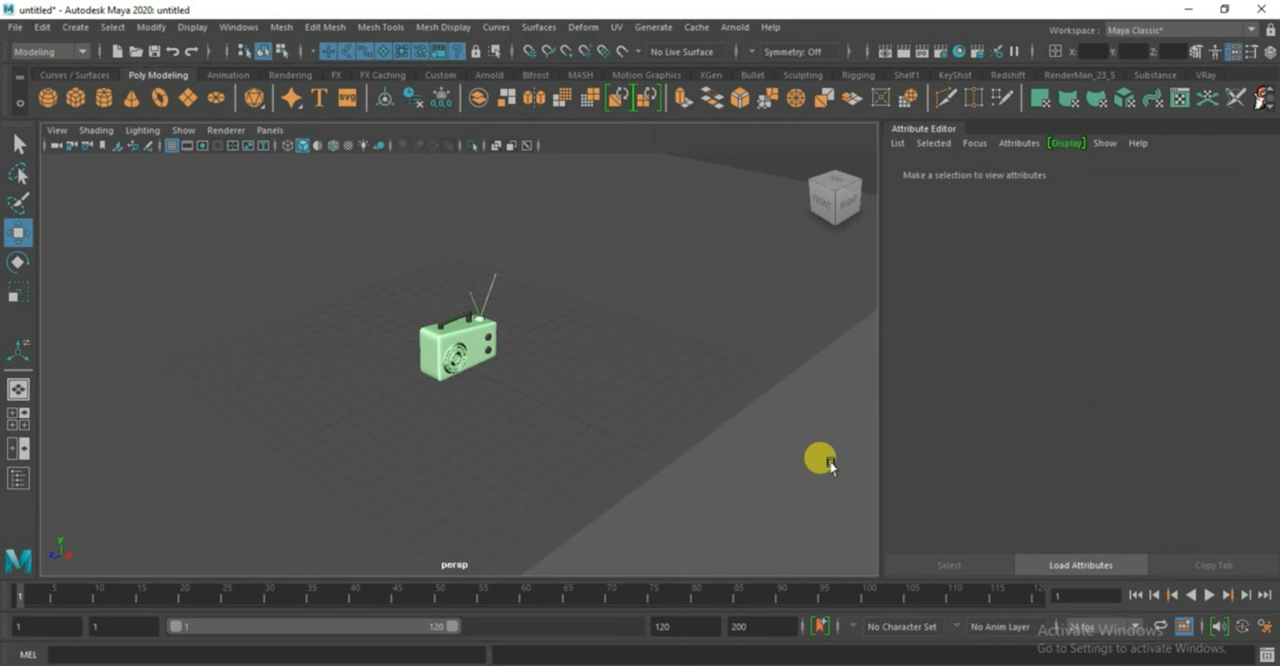 untitled* - Autodesk Maya 2020: untitled
File Edit Create Select Modify Display Windows Mesh Edit Mesh Mesh Tools Mesh Display Curves Surfaces Deform UV Generate Cache Arnold Help
Workspace : Maya Classic*
Modeling No Live Surface Symmetry: Off X: Y: Z:
Curves / Surfaces Poly Modeling Animation Rendering FX FX Caching Custom Arnold Bifrost MASH Motion Graphics XGen Bullet Sculpting Rigging Shelf1 KeyShot Redshift RenderMan_23_5 Substance VRay
T SVG
View Shading Lighting Show Renderer Panels
FRONT RIGHT
persp
Attribute Editor
List Selected Focus Attributes [Display] Show Help
Make a selection to view attributes
Select Load Attributes Copy Tab
1 5 10 15 20 25 30 35 40 45 50 55 60 65 70 75 80 85 90 95 100 105 110 115 120 1
1 1 1 120 120 200 No Character Set No Anim Layer 24 fps
MEL
Activate Windows
Go to Settings to activate Windows.